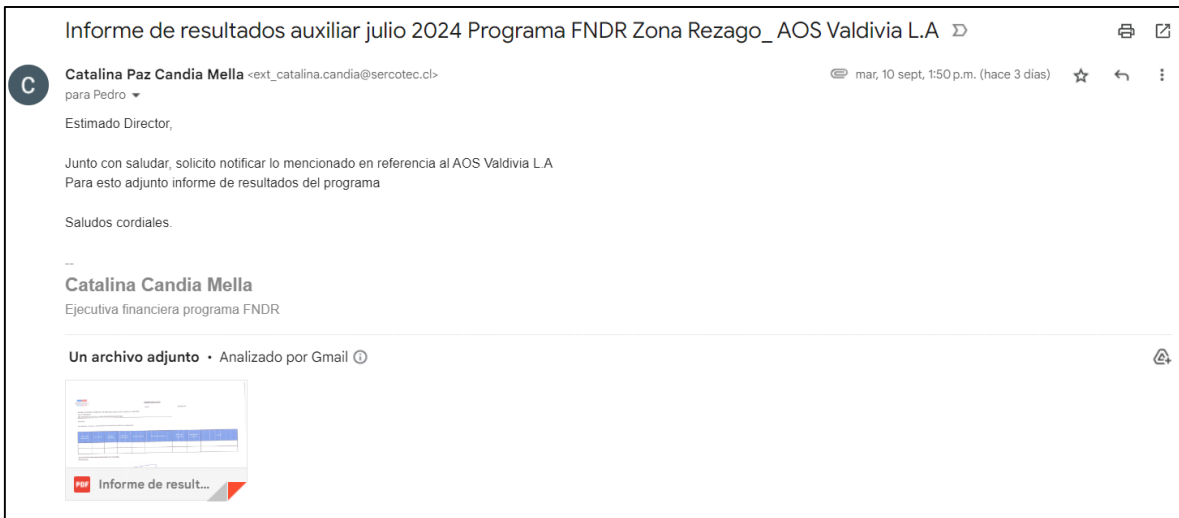 Informe de resultados auxiliar julio 2024 Programa FNDR Zona Rezago_ AOS Valdivia L.A
C
Catalina Paz Candia Mella <ext_catalina.candia@sercotec.cl>
mar, 10 sept, 1:50 p.m. (hace 3 días)
para Pedro
Estimado Director,
Junto con saludar, solicito notificar lo mencionado en referencia al AOS Valdivia L.A
Para esto adjunto informe de resultados del programa
Saludos cordiales.
--
Catalina Candia Mella
Ejecutiva financiera programa FNDR
Un archivo adjunto • Analizado por Gmail
PDF Informe de result...